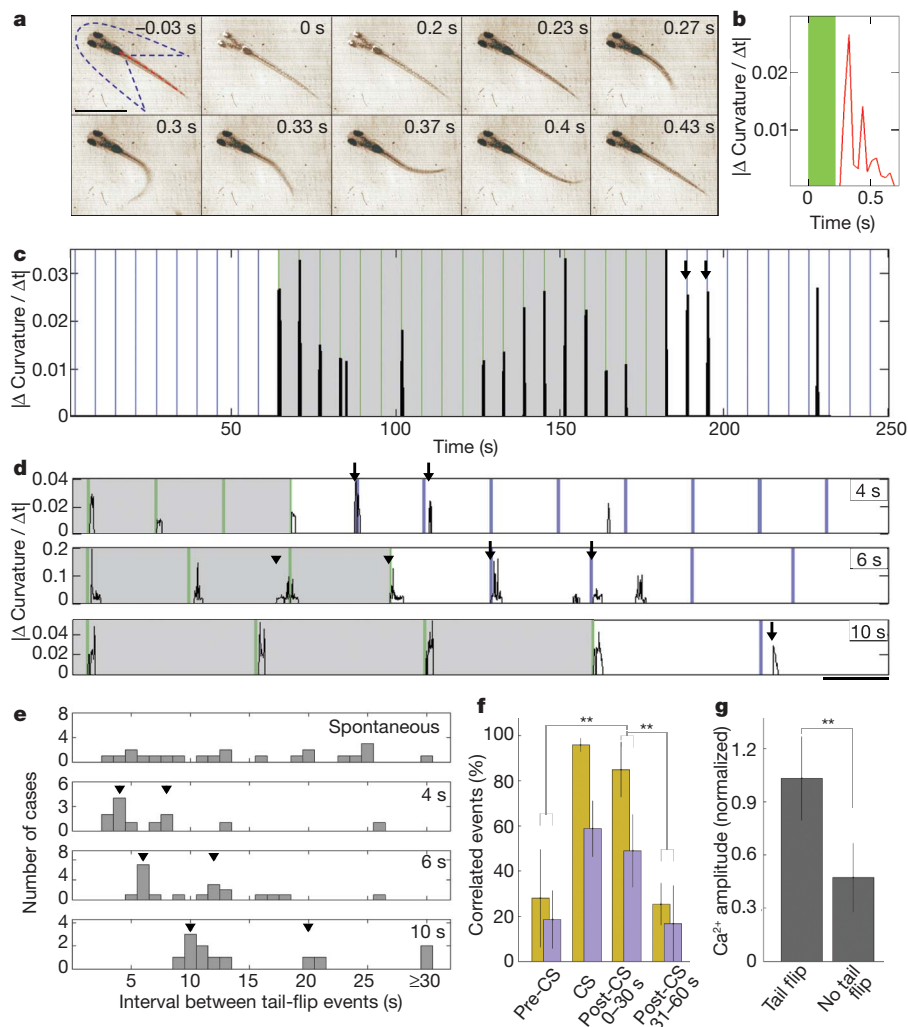 a
−0.03 s
0 s
0.2 s
0.23 s
0.27 s
0.3 s
0.33 s
0.37 s
0.4 s
0.43 s
b
|Δ Curvature / Δt|
0.02
0.01
0
0.5
Time (s)
c
|Δ Curvature / Δt|
0.03
0.02
0.01
0
50
100
150
200
250
Time (s)
d
|Δ Curvature / Δt|
0.04
0.02
0
4 s
0.2
0.1
0
6 s
0.04
0.02
10 s
e
Number of cases
8
4
0
Spontaneous
6
3
0
4 s
8
4
0
6 s
4
2
0
10 s
5
10
15
20
25
≥30
Interval between tail-flip events (s)
f
Correlated events (%)
100
80
60
40
20
0
**
**
Pre-CS
CS
Post-CS
0–30 s
Post-CS
31–60 s
g
Ca²⁺ amplitude (normalized)
1.2
0.9
0.6
0.3
0
**
Tail flip
No tail
flip